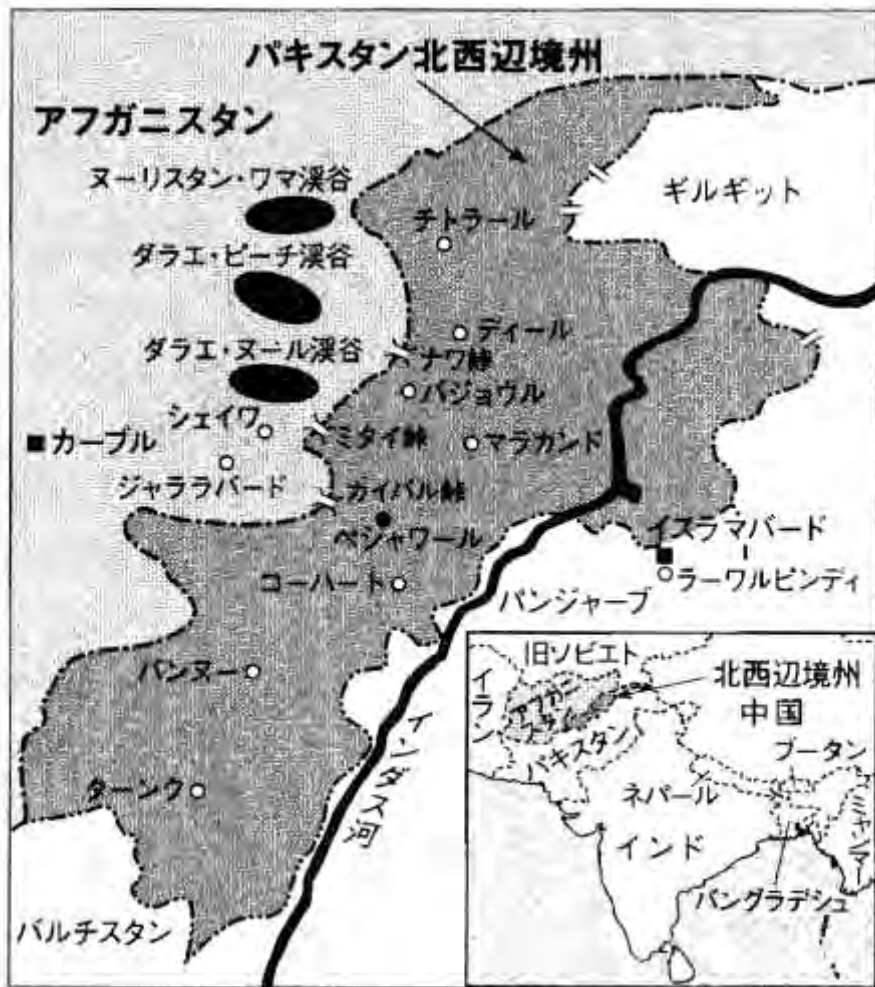 パキスタン北西辺境州
アフガニスタン
ヌーリスタン・ワマ渓谷
ギルギット
チトラール
ダラエ・ピーチ渓谷
ディール
ダラエ・ヌール渓谷
ナワ峠
バジョウル
シェイワ
カーブル
ミタイ峠
マラカンド
ジャララバード
カイバル峠
ペシャワール
イスラマバード
コーハート
ラーワルピンディ
パンジャーブ
バンヌー
インダス河
ターンク
バルチスタン
旧ソビエト
イラン
アフガニスタン
北西辺境州
中国
パキスタン
ブータン
ネパール
ミャンマー
インド
バングラデシュ